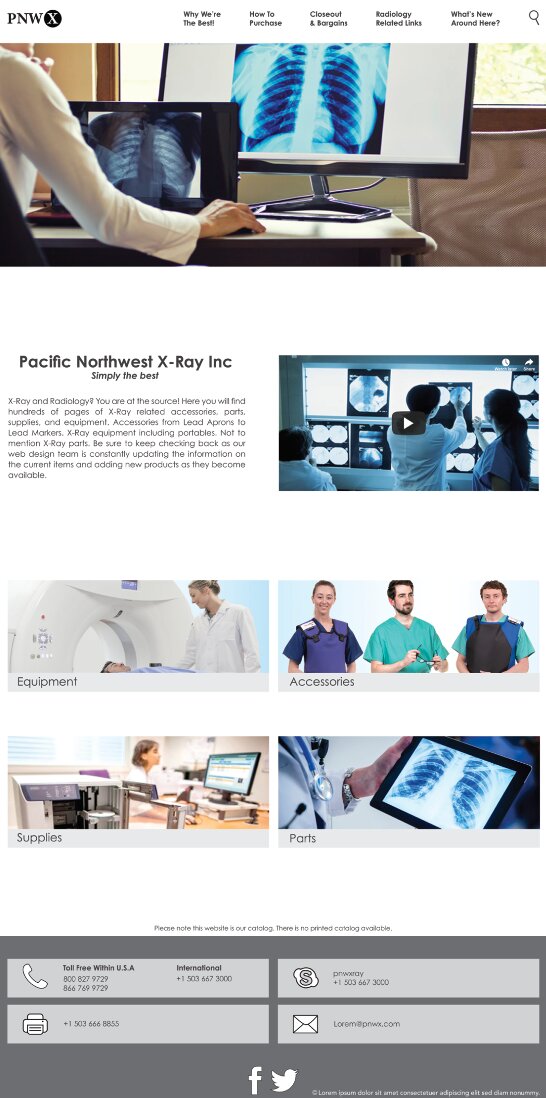 PNW X
Why We're
The Best!!
How To
Purchase
Closeout
& Bargains
Radiology
Related Links
What's New
Around Here?
Pacific Northwest X-Ray Inc
Simply the best
X-Ray and Radiology? You are at the source! Here you will find
hundreds of pages of X-Ray related accessories, parts,
supplies, and equipment. Accessories from Lead Aprons to
Lead Markers. X-Ray equipment including portables. Not to
mention X-Ray parts. Be sure to keep checking back as our
web design team is constantly updating the information on
the current items and adding new products as they become
available.
Watch later
Share
Equipment
Accessories
Supplies
Parts
Please note this website is our catalog. There is no printed catalog available.
Toll Free Within U.S.A
800 827 9729
866 769 9729
International
+1 503 667 3000
pnwxray
+1 503 667 3000
+1 503 666 8855
Lorem@pnwx.com
© Lorem ipsum dolor sit amet consectetuer adipiscing elit sed diam nonummy.